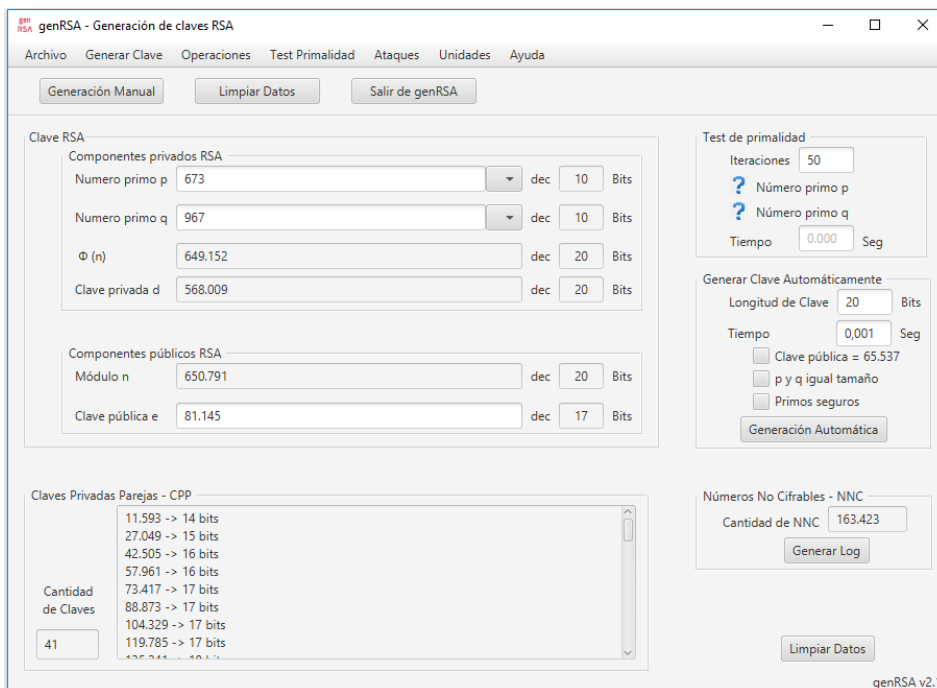 gen RSA genRSA - Generación de claves RSA
Archivo Generar Clave Operaciones Test Primalidad Ataques Unidades Ayuda
Generación Manual Limpiar Datos Salir de genRSA
Clave RSA
Componentes privados RSA
Numero primo p 673 dec 10 Bits
Numero primo q 967 dec 10 Bits
Φ (n) 649.152 dec 20 Bits
Clave privada d 568.009 dec 20 Bits
Componentes públicos RSA
Módulo n 650.791 dec 20 Bits
Clave pública e 81.145 dec 17 Bits
Test de primalidad
Iteraciones 50
? Número primo p
? Número primo q
Tiempo 0.000 Seg
Generar Clave Automáticamente
Longitud de Clave 20 Bits
Tiempo 0,001 Seg
Clave pública = 65.537
p y q igual tamaño
Primos seguros
Generación Automática
Claves Privadas Parejas - CPP
Cantidad
de Claves
41
11.593 -> 14 bits
27.049 -> 15 bits
42.505 -> 16 bits
57.961 -> 16 bits
73.417 -> 17 bits
88.873 -> 17 bits
104.329 -> 17 bits
119.785 -> 17 bits
Números No Cifrables - NNC
Cantidad de NNC 163.423
Generar Log
Limpiar Datos